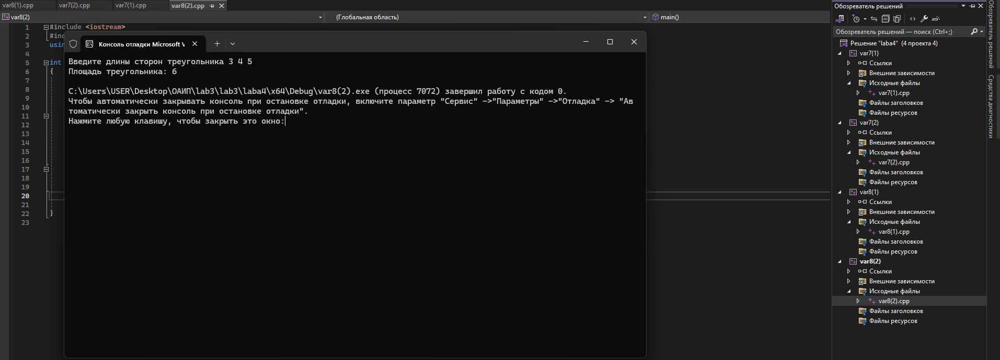 var8(1).cpp
var7(2).cpp
var7(1).cpp
var8(2).cpp
var8(2)
(Глобальная область)
main()
1 #include <iostream>
2 #inc
3 usin
4
5 int
6 {
7
8
9
10
11
12
13
14
15
16
17
18
19
20
21
22 }
23
Консоль отладки Microsoft V
Введите длины сторон треугольника 3 4 5
Площадь треугольника: 6
C:\Users\USER\Desktop\ОАИП\lab3\lab3\laba4\x64\Debug\var8(2).exe (процесс 7072) завершил работу с кодом 0.
Чтобы автоматически закрывать консоль при остановке отладки, включите параметр "Сервис" ->"Параметры" ->"Отладка" -> "Ав
томатически закрыть консоль при остановке отладки".
Нажмите любую клавишу, чтобы закрыть это окно:
Обозреватель решений
Обозреватель решений — поиск (Ctrl+;)
Решение "laba4" (4 проекта 4)
var7(1)
Ссылки
Внешние зависимости
Исходные файлы
var7(1).cpp
Файлы заголовков
Файлы ресурсов
var7(2)
Ссылки
Внешние зависимости
Исходные файлы
var7(2).cpp
Файлы заголовков
Файлы ресурсов
var8(1)
Ссылки
Внешние зависимости
Исходные файлы
var8(1).cpp
Файлы заголовков
Файлы ресурсов
var8(2)
Ссылки
Внешние зависимости
Исходные файлы
var8(2).cpp
Файлы заголовков
Файлы ресурсов
Обозреватель решений
Средства диагностики